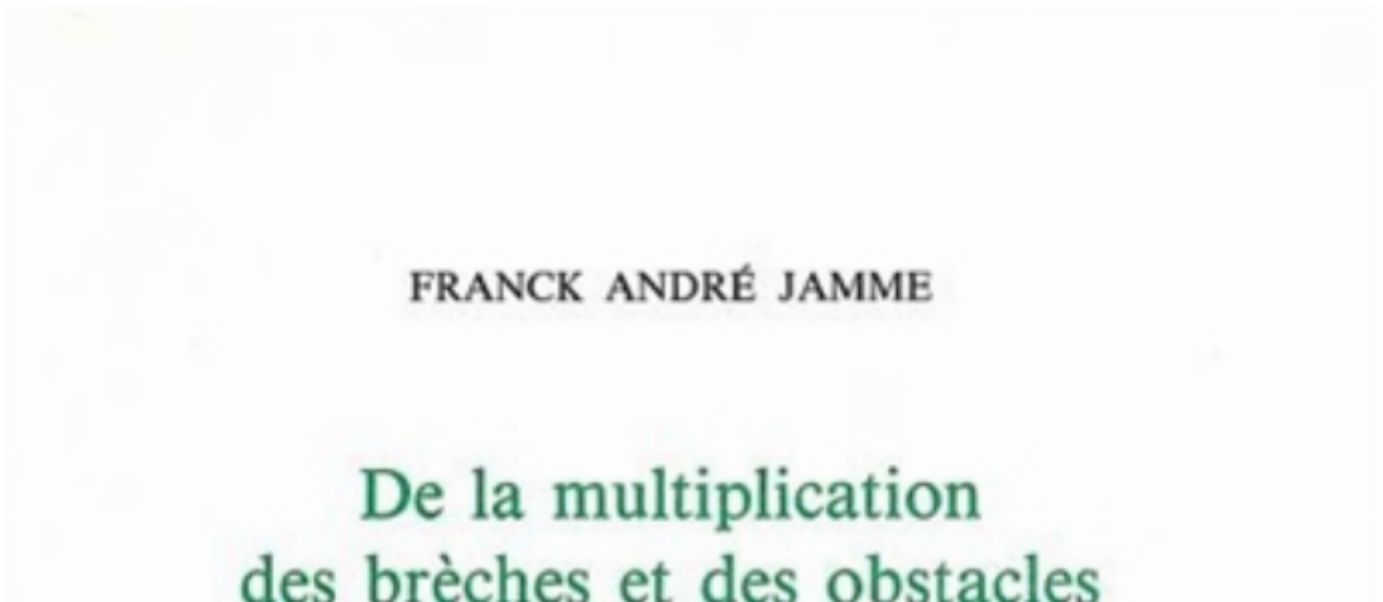 FRANCK ANDRÉ JAMME
De la multiplication
des brèches et des obstacles